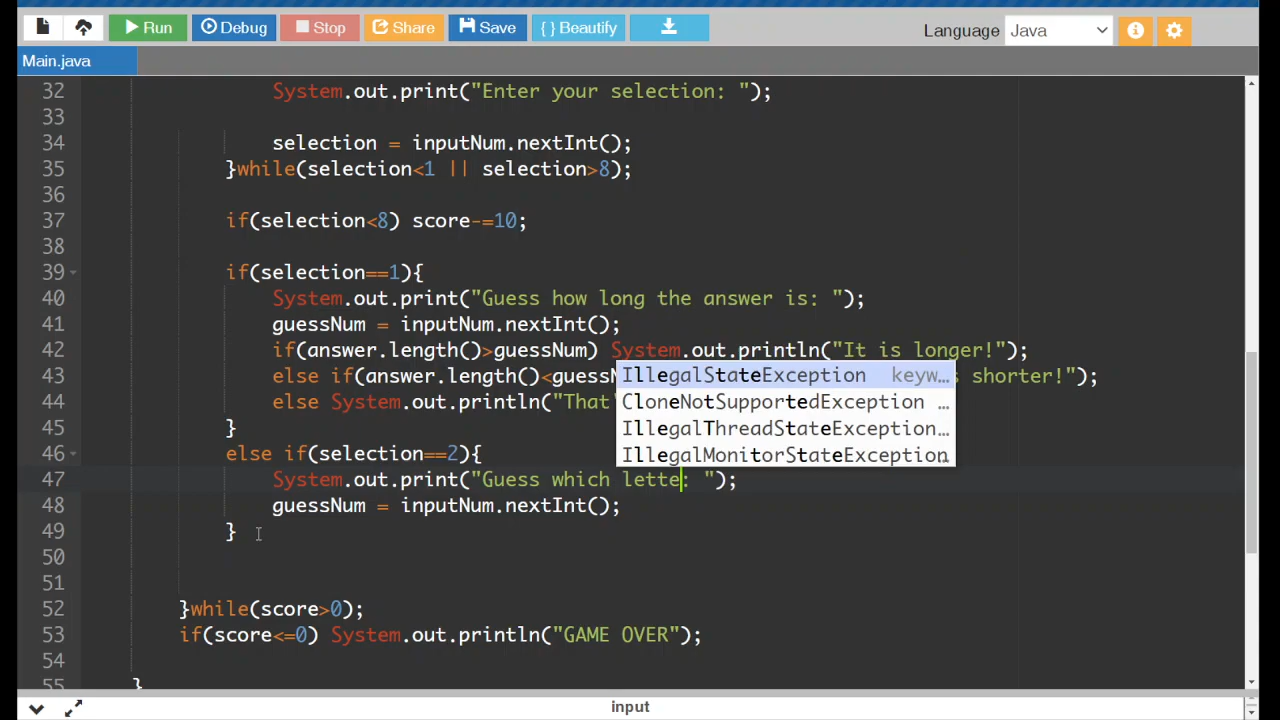 Run Debug Stop Share Save { } Beautify Language Java
Main.java
32 System.out.print("Enter your selection: ");
33
34 selection = inputNum.nextInt();
35 }while(selection<1 || selection>8);
36
37 if(selection<8) score-=10;
38
39 if(selection==1){
40 System.out.print("Guess how long the answer is: ");
41 guessNum = inputNum.nextInt();
42 if(answer.length()>guessNum) System.out.println("It is longer!");
43 else if(answer.length()<guessN s shorter!");
44 else System.out.println("That'
45 }
46 else if(selection==2){
47 System.out.print("Guess which lette: ");
48 guessNum = inputNum.nextInt();
49 }
50
51
52 }while(score>0);
53 if(score<=0) System.out.println("GAME OVER");
54
55 }
IllegalStateException keyw…
CloneNotSupportedException …
IllegalThreadStateException…
IllegalMonitorStateException
input